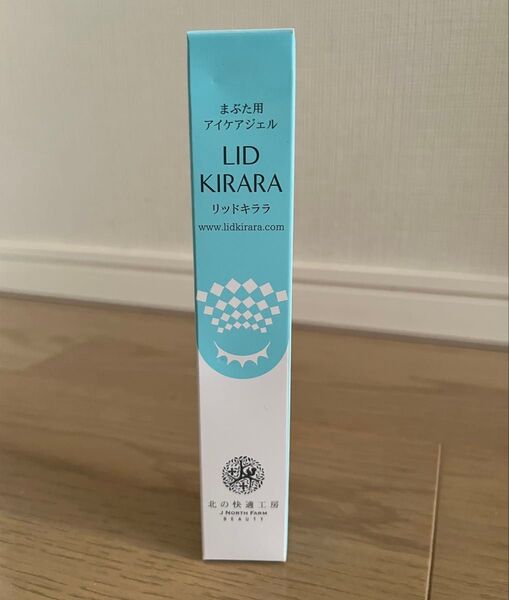 まぶた用
アイケアジェル
LID
KIRARA
リッドキララ
www.lidkirara.com
北の快適工房
J NORTH FARM
BEAUTY